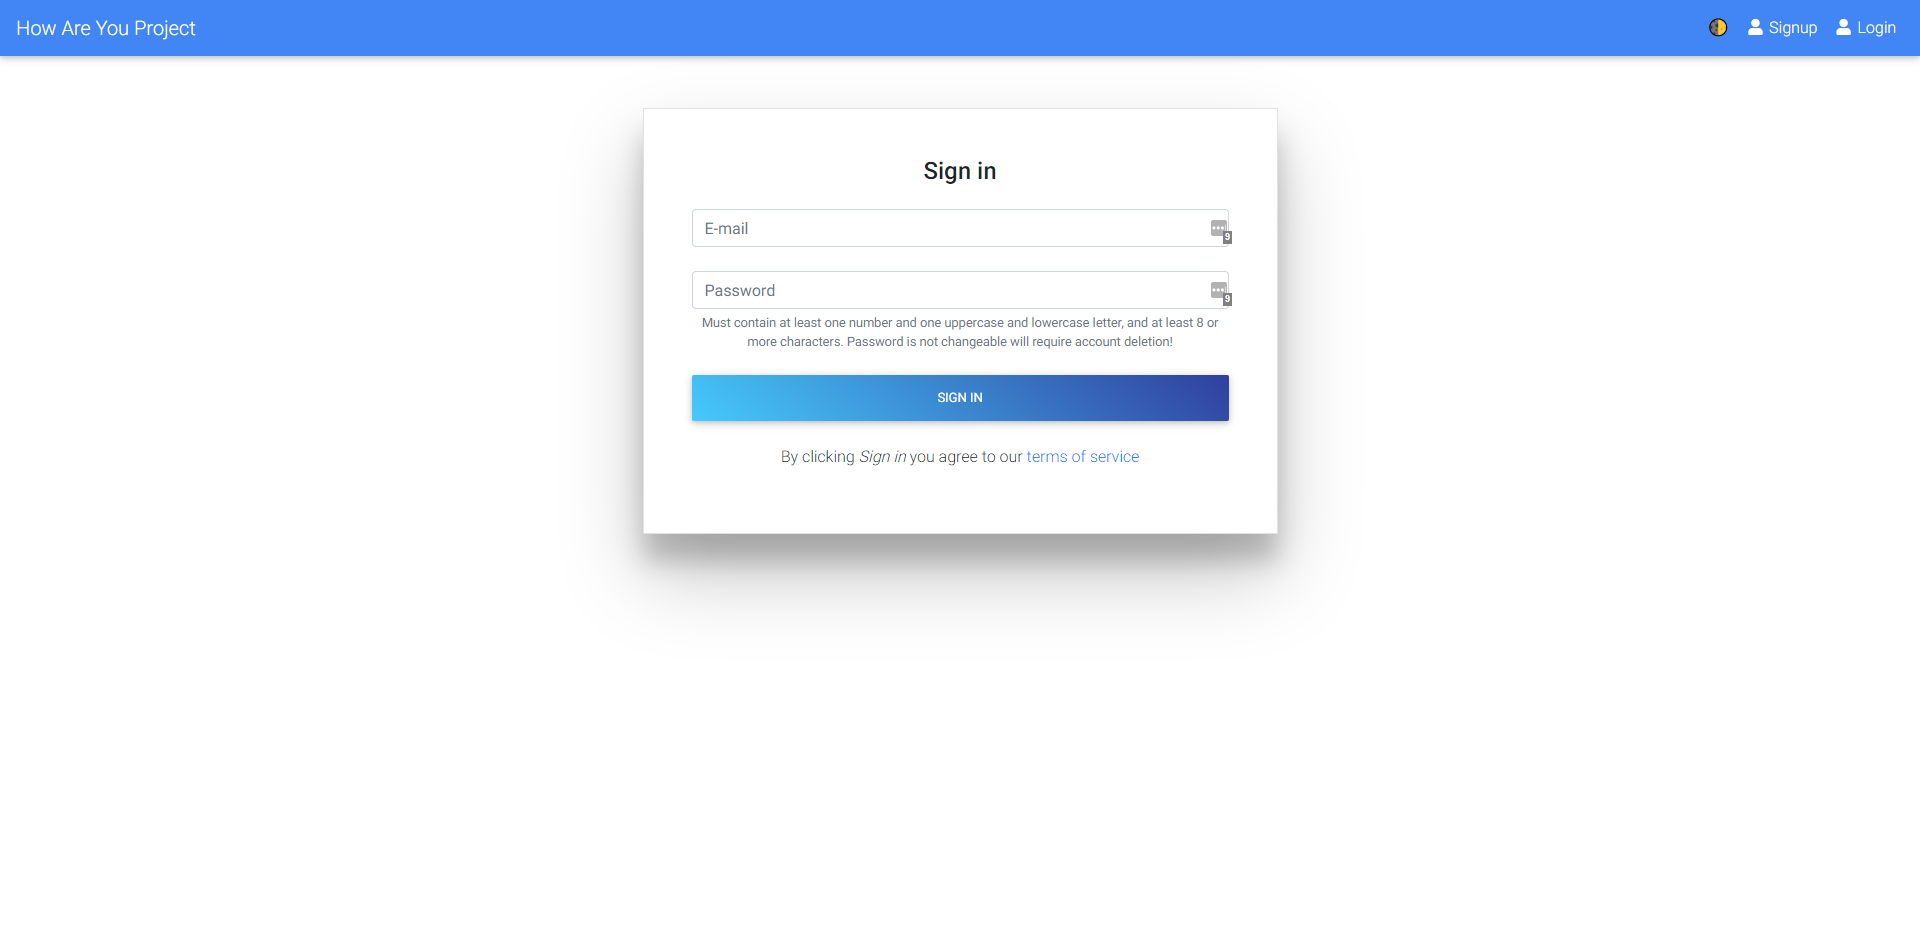 How Are You Project
Signup
Login
Sign in
E-mail
9
Password
9
Must contain at least one number and one uppercase and lowercase letter, and at least 8 or
more characters. Password is not changeable will require account deletion!
SIGN IN
By clicking Sign in you agree to our terms of service